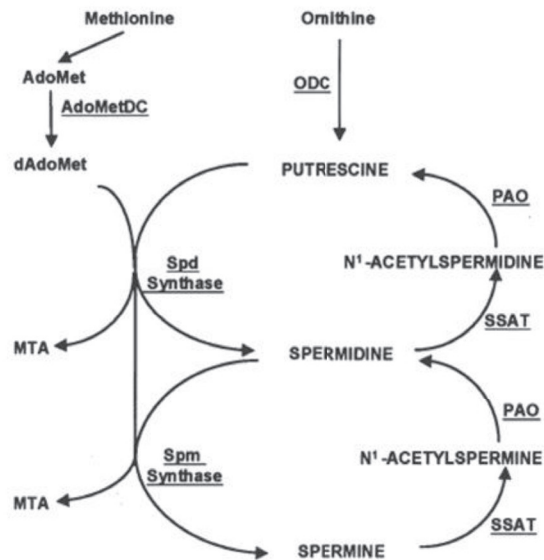 Methionine
Ornithine
AdoMet
ODC
AdoMetDC
dAdoMet
PUTRESCINE
PAO
N¹-ACETYLSPERMIDINE
Spd
Synthase
SSAT
MTA
SPERMIDINE
PAO
N¹-ACETYLSPERMINE
Spm
Synthase
MTA
SSAT
SPERMINE